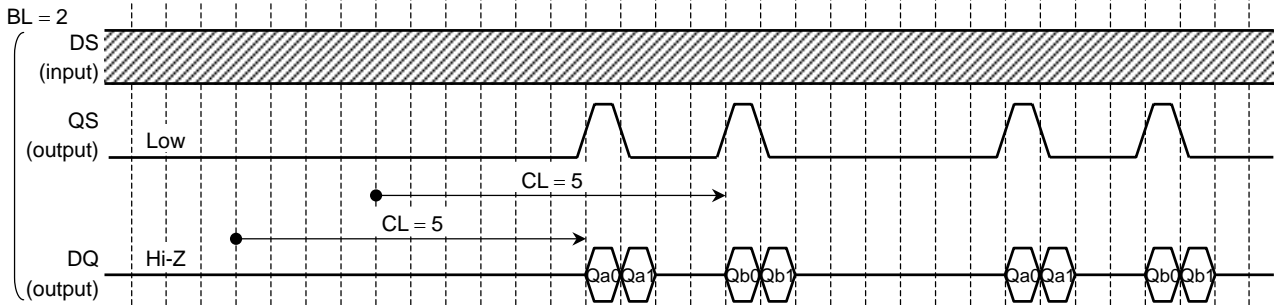 BL = 2
DS
(input)
QS
(output)
Low
CL = 5
CL = 5
DQ
(output)
Hi-Z
Qa0 Qa1 Qb0 Qb1 Qa0 Qa1 Qb0 Qb1